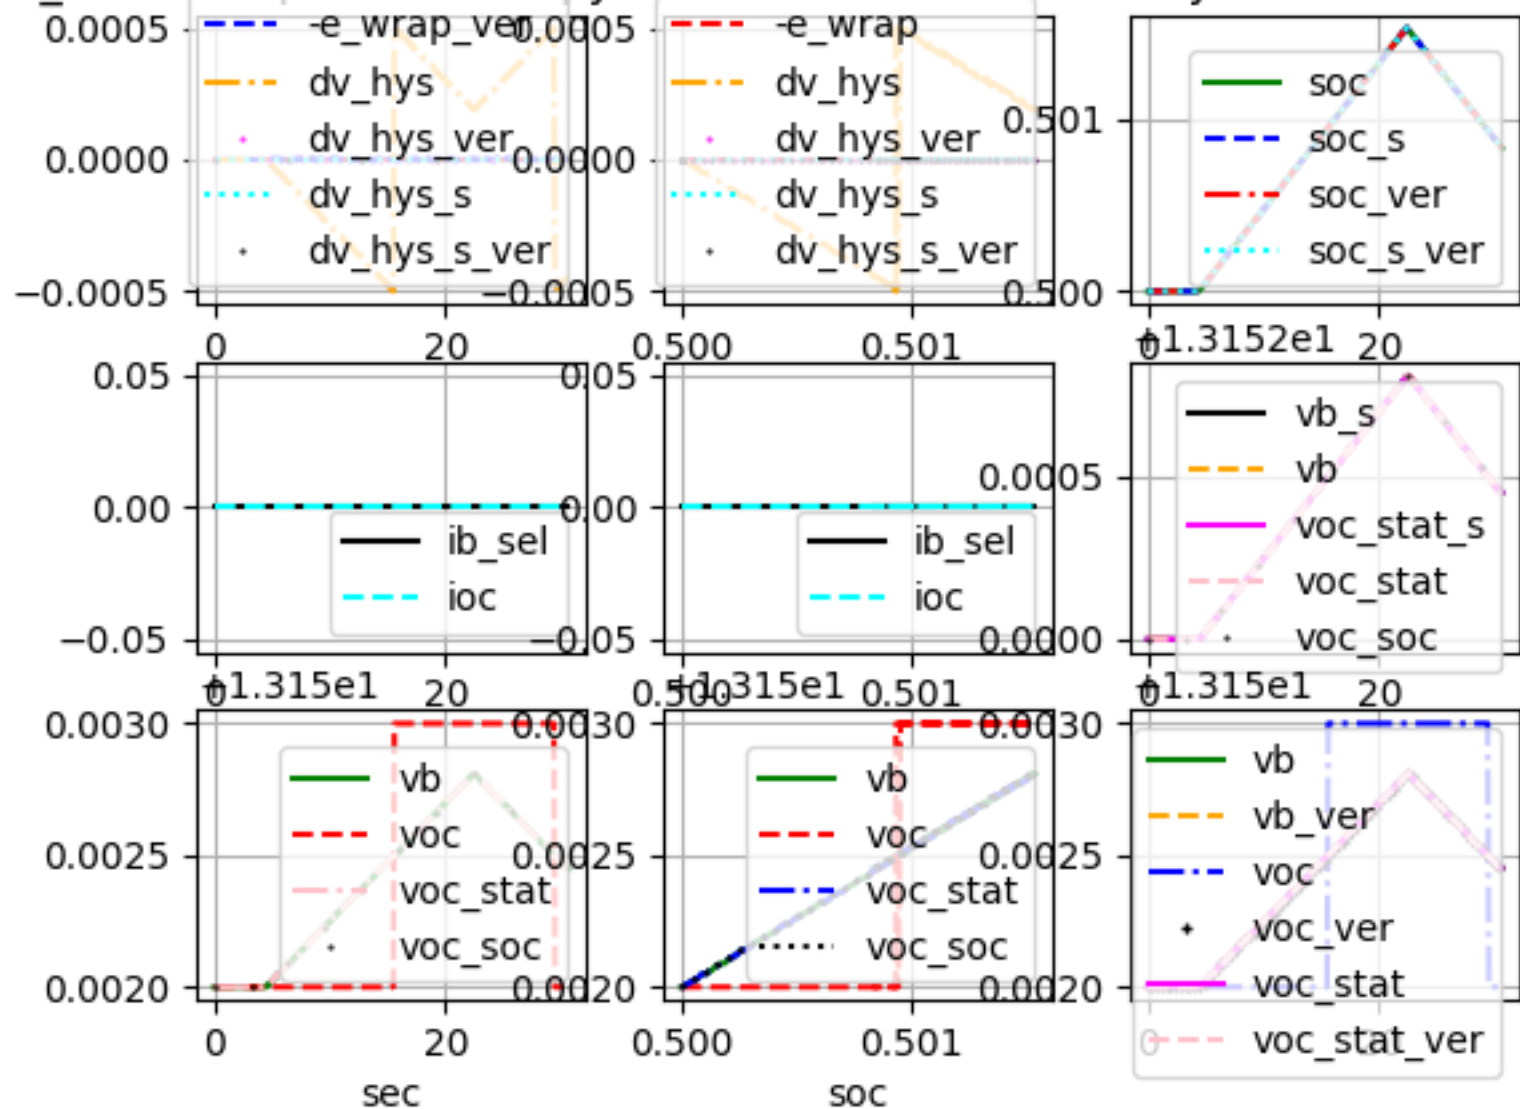 0.0005
-e_wrap_ver
dv_hys
dv_hys_ver
dv_hys_s
dv_hys_s_ver
0.0000
−0.0005
0 20
0.0005
-e_wrap
dv_hys
dv_hys_ver
dv_hys_s
dv_hys_s_ver
0.0000
−0.0005
0.500 0.501
0.501
0.500
soc
soc_s
soc_ver
soc_s_ver
0 20
0.05
0.00
−0.05
ib_sel
ioc
0 20
0.05
0.00
−0.05
ib_sel
ioc
0.500 0.501
+1.3152e1
0.0005
0.0000
vb_s
vb
voc_stat_s
voc_stat
voc_soc
0 20
+1.315e1
0.0030
0.0025
0.0020
vb
voc
voc_stat
voc_soc
0 20
sec
+1.315e1
0.0030
0.0025
0.0020
vb
voc
voc_stat
voc_soc
0.500 0.501
soc
+1.315e1
0.0030
0.0025
0.0020
vb
vb_ver
voc
voc_ver
voc_stat
voc_stat_ver
0 20